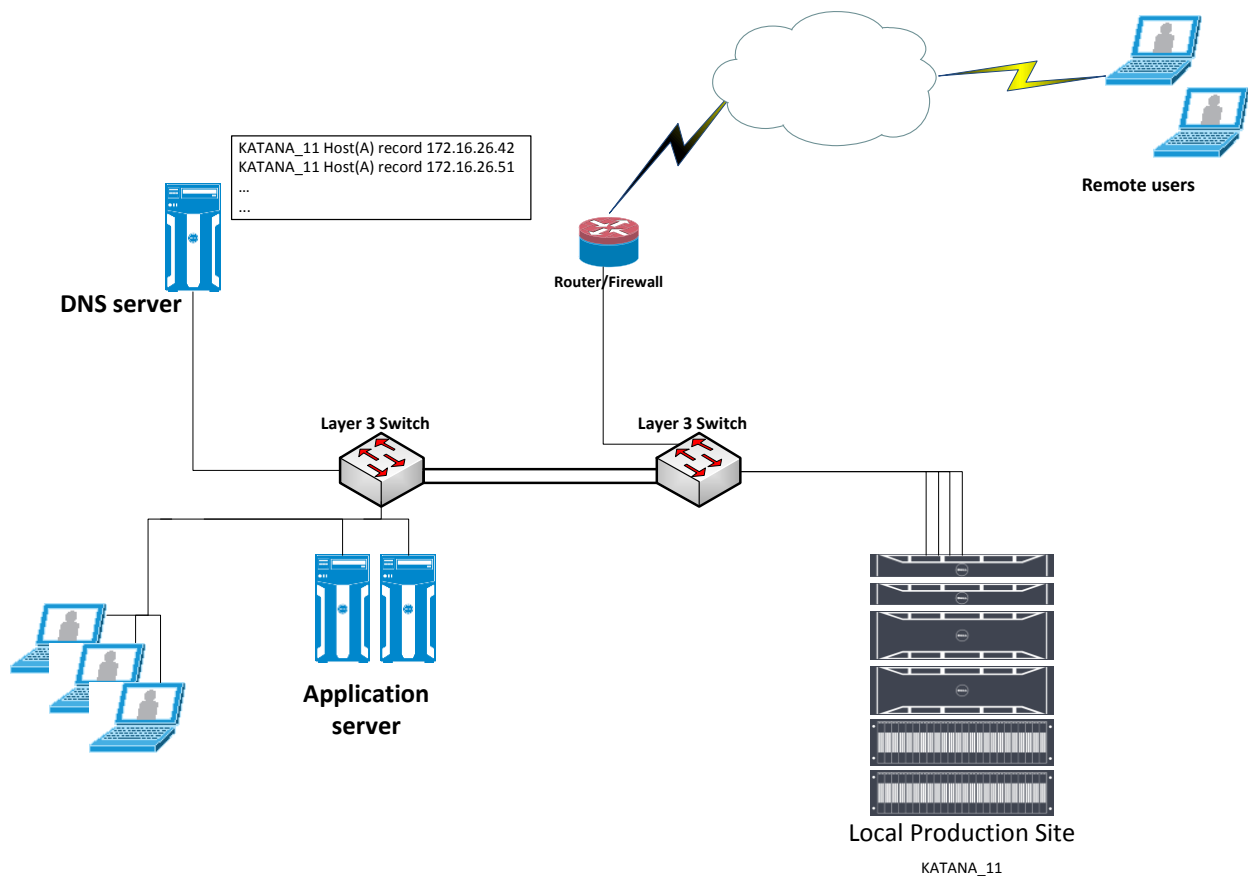 KATANA_11 Host(A) record 172.16.26.42
KATANA_11 Host(A) record 172.16.26.51
...
...
Remote users
Router/Firewall
DNS server
Layer 3 Switch
Layer 3 Switch
Application
server
Local Production Site
KATANA_11